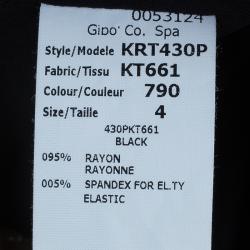 0053124
Gibo' Co. Spa
Style/Modele KRT430P
Fabric/Tissu KT661
Colour/Couleur 790
Size/Taille 4
430PKT661
BLACK
095% RAYON
RAYONNE
005% SPANDEX FOR EL.TY
ELASTIC